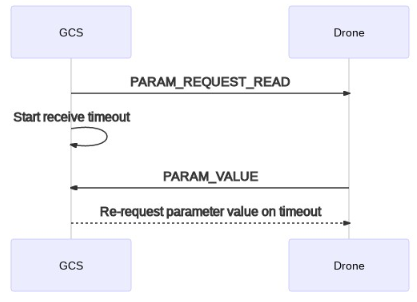 GCS
Drone
PARAM_REQUEST_READ
Start receive timeout
PARAM_VALUE
Re-request parameter value on timeout
GCS
Drone